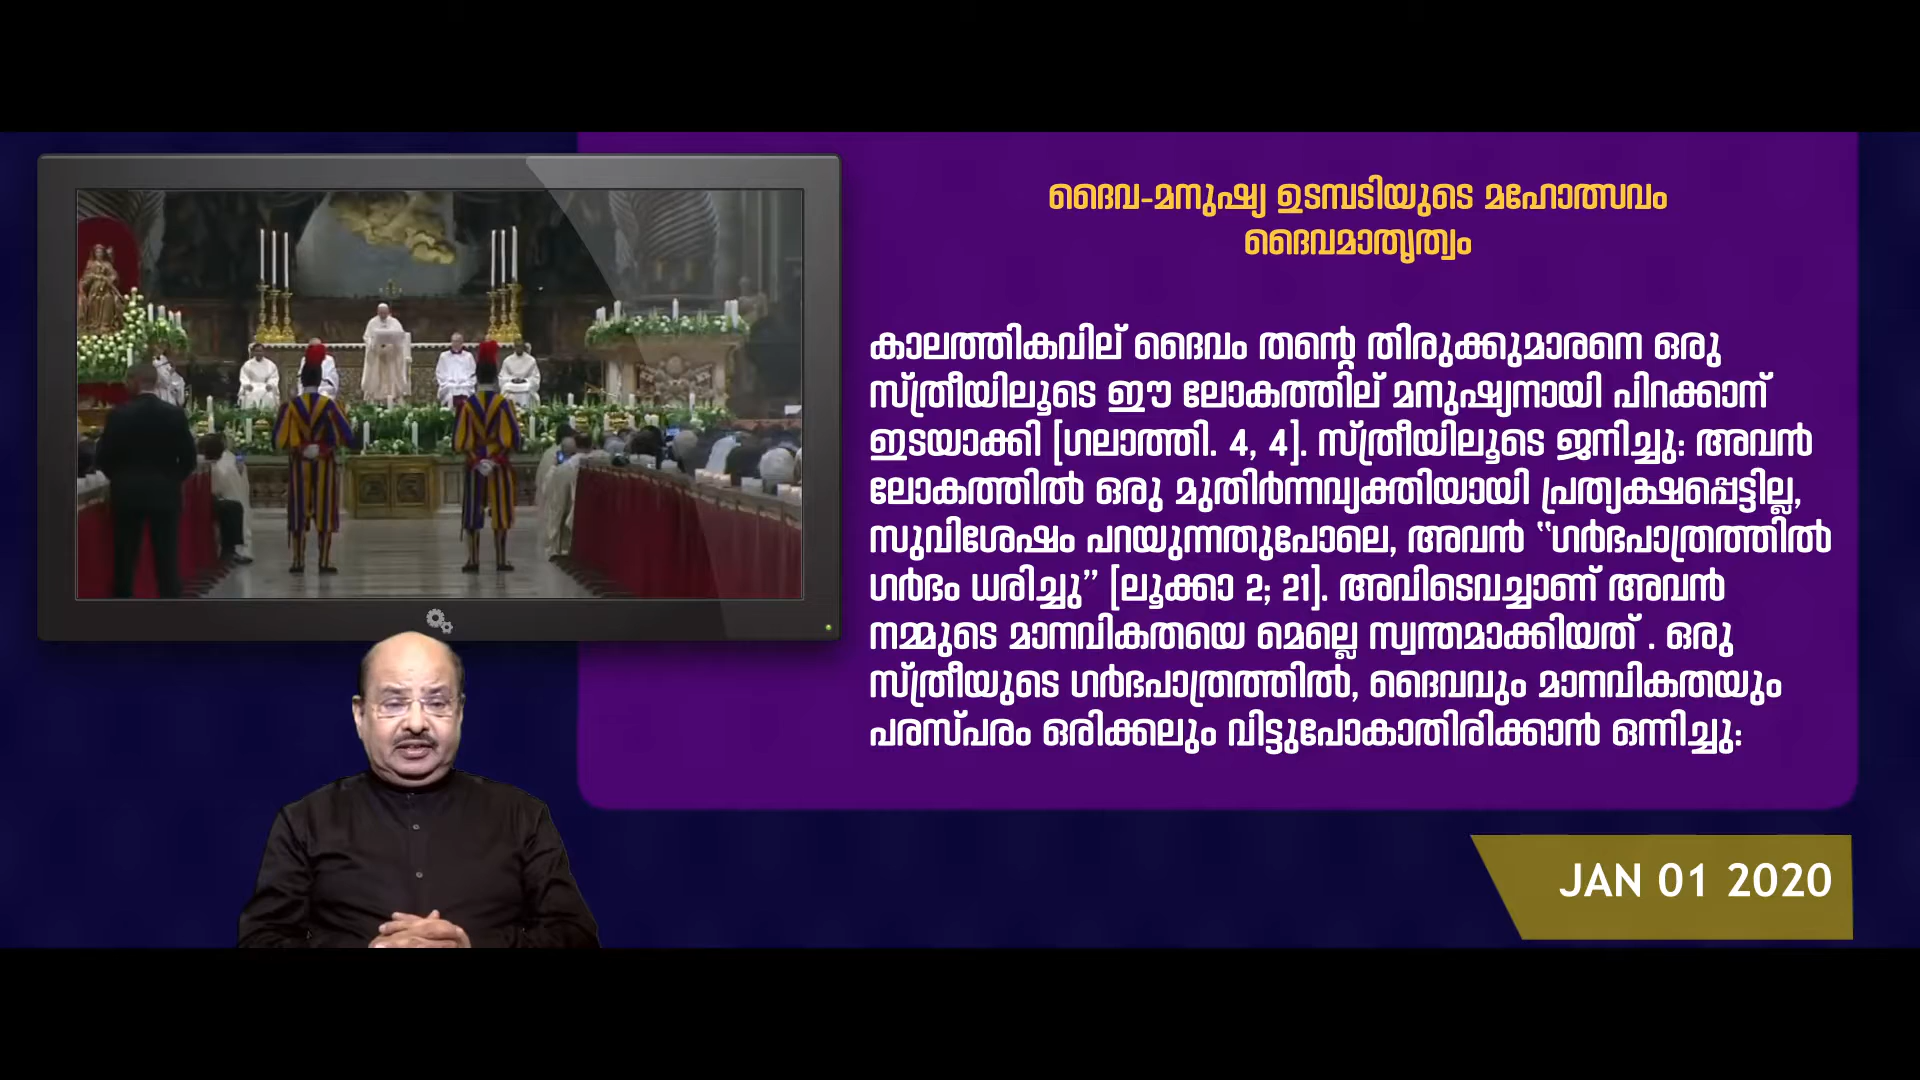 ദൈവ-മനുഷ്യ ഉടമ്പടിയുടെ മഹോത്സവം
ദൈവമാതൃത്വം
കാലത്തികവില് ദൈവം തന്റെ തിരുക്കുമാരനെ ഒരു
സ്ത്രീയിലൂടെ ഈ ലോകത്തില് മനുഷ്യനായി പിറക്കാന്
ഇടയാക്കി [ഗലാത്തി. 4, 4]. സ്ത്രീയിലൂടെ ജനിച്ചു: അവൻ
ലോകത്തിൽ ഒരു മുതിർന്നവ്യക്തിയായി പ്രത്യക്ഷപ്പെട്ടില്ല,
സുവിശേഷം പറയുന്നതുപോലെ, അവൻ “ഗർഭപാത്രത്തിൽ
ഗർഭം ധരിച്ചു” [ലൂക്കാ 2; 21]. അവിടെവച്ചാണ് അവൻ
നമ്മുടെ മാനവികതയെ മെല്ലെ സ്വന്തമാക്കിയത് . ഒരു
സ്ത്രീയുടെ ഗർഭപാത്രത്തിൽ, ദൈവവും മാനവികതയും
പരസ്പരം ഒരിക്കലും വിട്ടുപോകാതിരിക്കാൻ ഒന്നിച്ചു:
JAN 01 2020